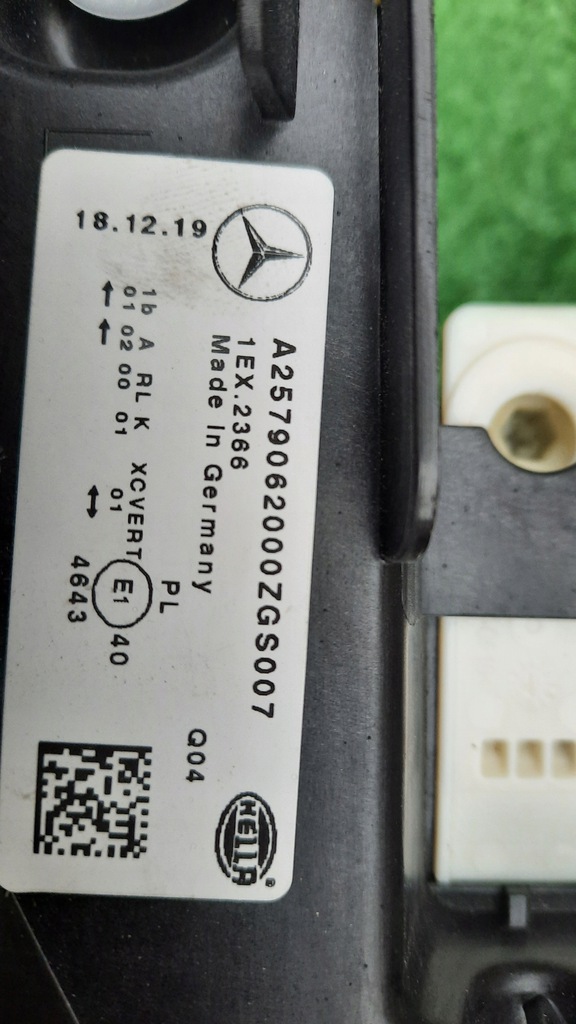 18.12.19
A2579062000ZGS007
1EX.2366
Made In Germany
1b A RL K XCVERT
01 02 00 01 01
← ← ↔
PL
E1 40
4643
Q04
HELLA
®